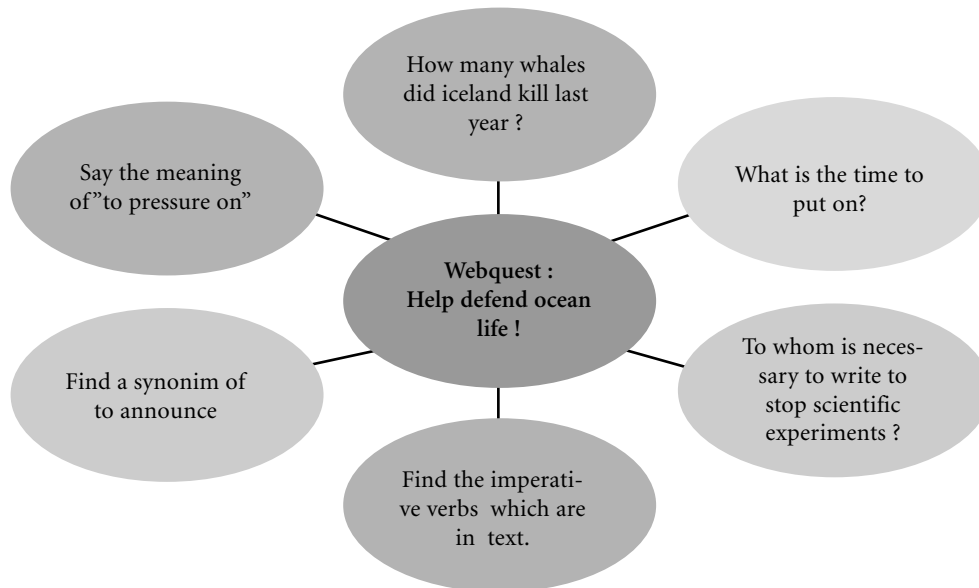 How many whales
did iceland kill last
year ?
Say the meaning
of”to pressure on”
What is the time to
put on?
Webquest :
Help defend ocean
life !
Find a synonim of
to announce
To whom is neces-
sary to write to
stop scientific
experiments ?
Find the imperati-
ve verbs which are
in text.